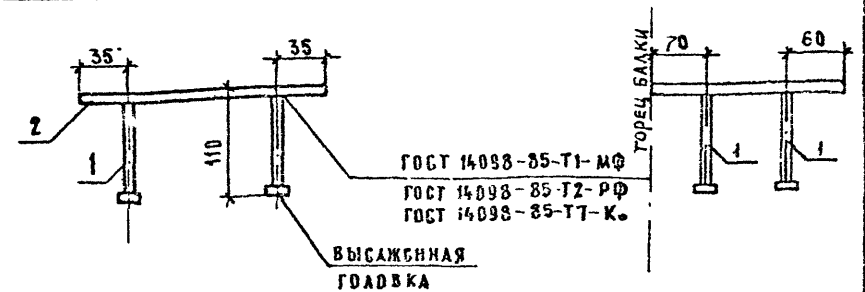 35
35
70
60
2
1
110
ТОРЕЦ БАЛКИ
1
1
ГОСТ 14098-85-Т1-МФ
ГОСТ 14098-85-Т2-РФ
ГОСТ 14098-85-Т7-Ко
ВЫСАЖЕННАЯ
ГОЛОВКА